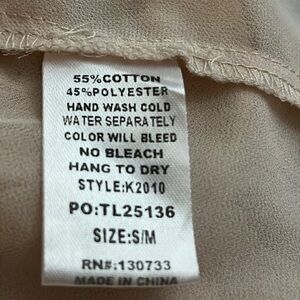 55%COTTON
45%POLYESTER
HAND WASH COLD
WATER SEPARATELY
COLOR WILL BLEED
NO BLEACH
HANG TO DRY
STYLE:K2010
PO:TL25136
SIZE:S/M
RN#:130733
MADE IN CHINA